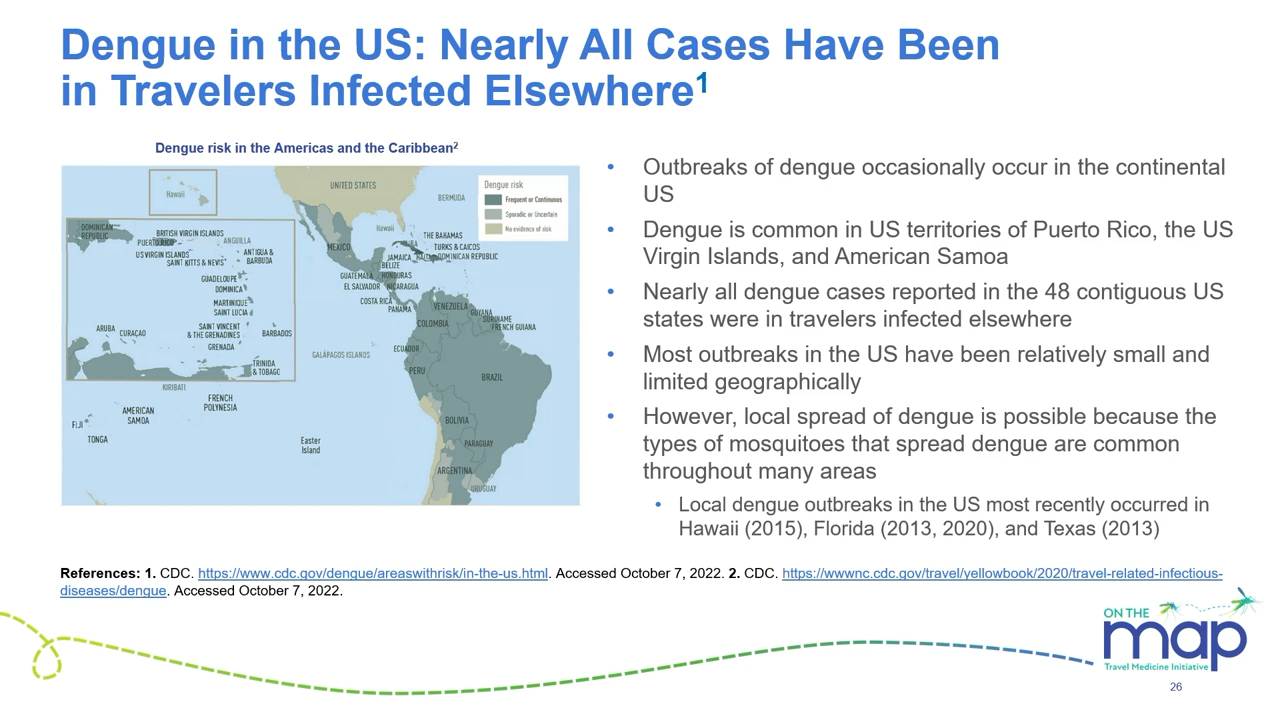 Dengue in the US: Nearly All Cases Have Been
in Travelers Infected Elsewhere1
Dengue risk in the Americas and the Caribbean2
Hawaii
UNITED STATES
BERMUDA
Dengue risk
Frequent or Continuous
Sporadic or Uncertain
No evidence of risk
DOMINICAN
REPUBLIC
BRITISH VIRGIN ISLANDS
PUERTO RICO
ANGUILLA
US VIRGIN ISLANDS
SAINT KITTS & NEVIS
ANTIGUA &
BARBUDA
GUADELOUPE
DOMINICA
MARTINIQUE
SAINT LUCIA
SAINT VINCENT
& THE GRENADINES
BARBADOS
GRENADA
ARUBA
CURAÇAO
TRINIDA
& TOBAGO
Hawaii
MEXICO
CUBA
THE BAHAMAS
TURKS & CAICOS
JAMAICA
HAITI
DOMINICAN REPUBLIC
BELIZE
GUATEMALA
HONDURAS
EL SALVADOR
NICARAGUA
COSTA RICA
PANAMA
VENEZUELA
GUYANA
SURINAME
FRENCH GUIANA
COLOMBIA
ECUADOR
GALÁPAGOS ISLANDS
PERU
BRAZIL
KIRIBATI
FRENCH
POLYNESIA
AMERICAN
SAMOA
FIJI
TONGA
Easter
Island
BOLIVIA
PARAGUAY
ARGENTINA
URUGUAY
• Outbreaks of dengue occasionally occur in the continental
US
• Dengue is common in US territories of Puerto Rico, the US
Virgin Islands, and American Samoa
• Nearly all dengue cases reported in the 48 contiguous US
states were in travelers infected elsewhere
• Most outbreaks in the US have been relatively small and
limited geographically
• However, local spread of dengue is possible because the
types of mosquitoes that spread dengue are common
throughout many areas
• Local dengue outbreaks in the US most recently occurred in
Hawaii (2015), Florida (2013, 2020), and Texas (2013)
References: 1. CDC. https://www.cdc.gov/dengue/areaswithrisk/in-the-us.html. Accessed October 7, 2022. 2. CDC. https://wwwnc.cdc.gov/travel/yellowbook/2020/travel-related-infectious-
diseases/dengue. Accessed October 7, 2022.
ON THE
map
Travel Medicine Initiative
26